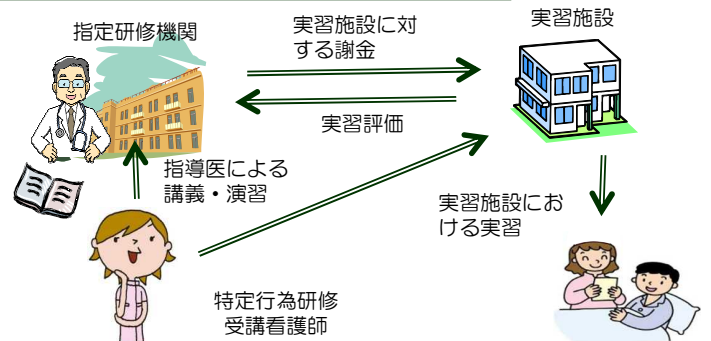 指定研修機関
実習施設に対
する謝金
実習施設
実習評価
指導医による
講義・演習
実習施設にお
ける実習
特定行為研修
受講看護師